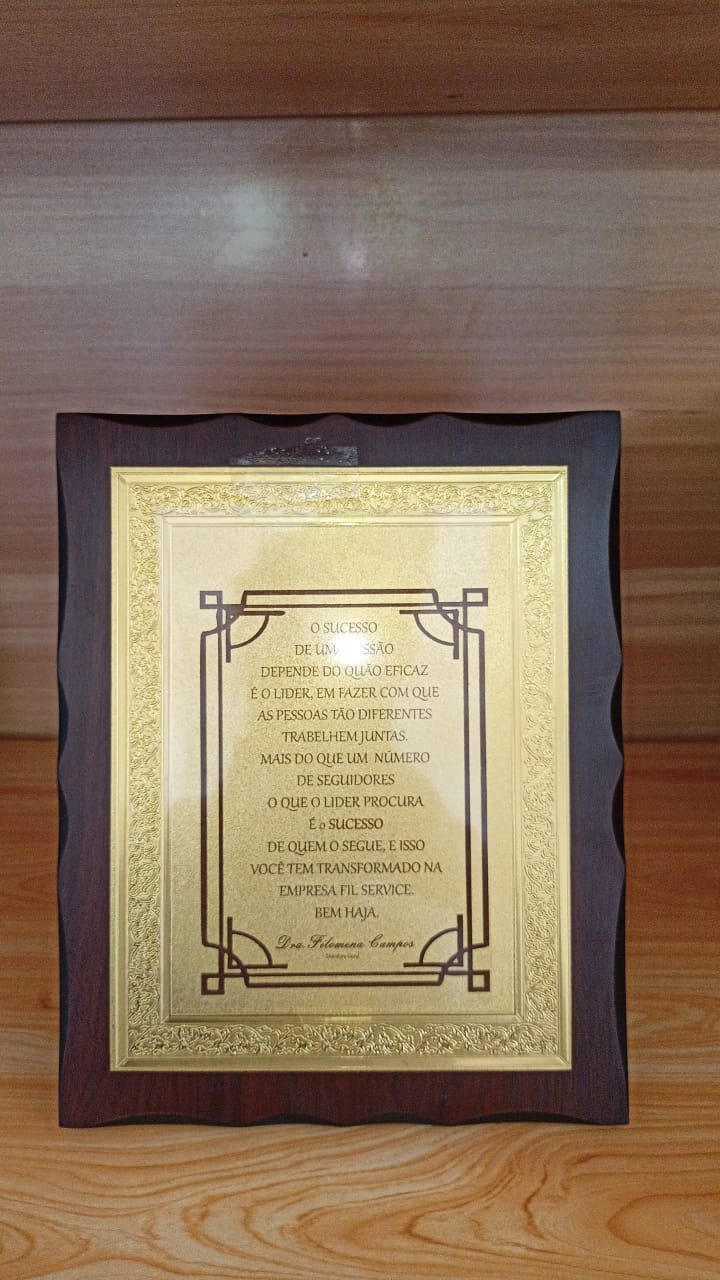 O SUCESSO
DE UM SSÃO
DEPENDE DO QUÃO EFICAZ
É O LIDER, EM FAZER COM QUE
AS PESSOAS TÃO DIFERENTES
TRABELHEM JUNTAS.
MAIS DO QUE UM NÚMERO
DE SEGUIDORES
O QUE O LIDER PROCURA
É o SUCESSO
DE QUEM O SEGUE, E ISSO
VOCÊ TEM TRANSFORMADO NA
EMPRESA FIL SERVICE.
BEM HAJA.
Dra. Filomena Campos